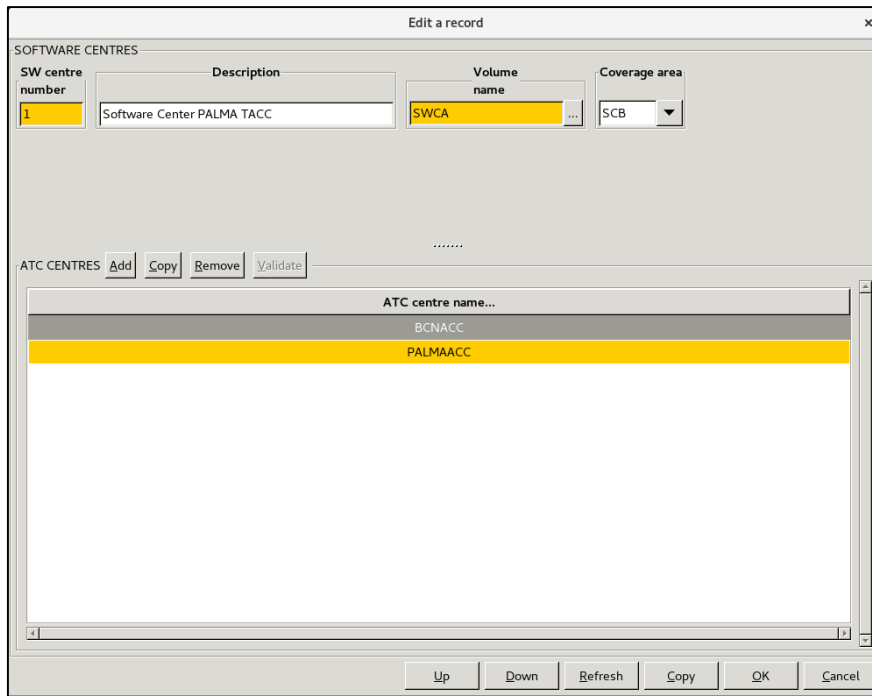 Edit a record
×
SOFTWARE CENTRES
SW centre number
Description
Volume name
Coverage area
1
Software Center PALMA TACC
SWCA
...
SCB
.......
ATC CENTRES Add Copy Remove Validate
ATC centre name...
BCNACC
PALMAACC
Up Down Refresh Copy OK Cancel